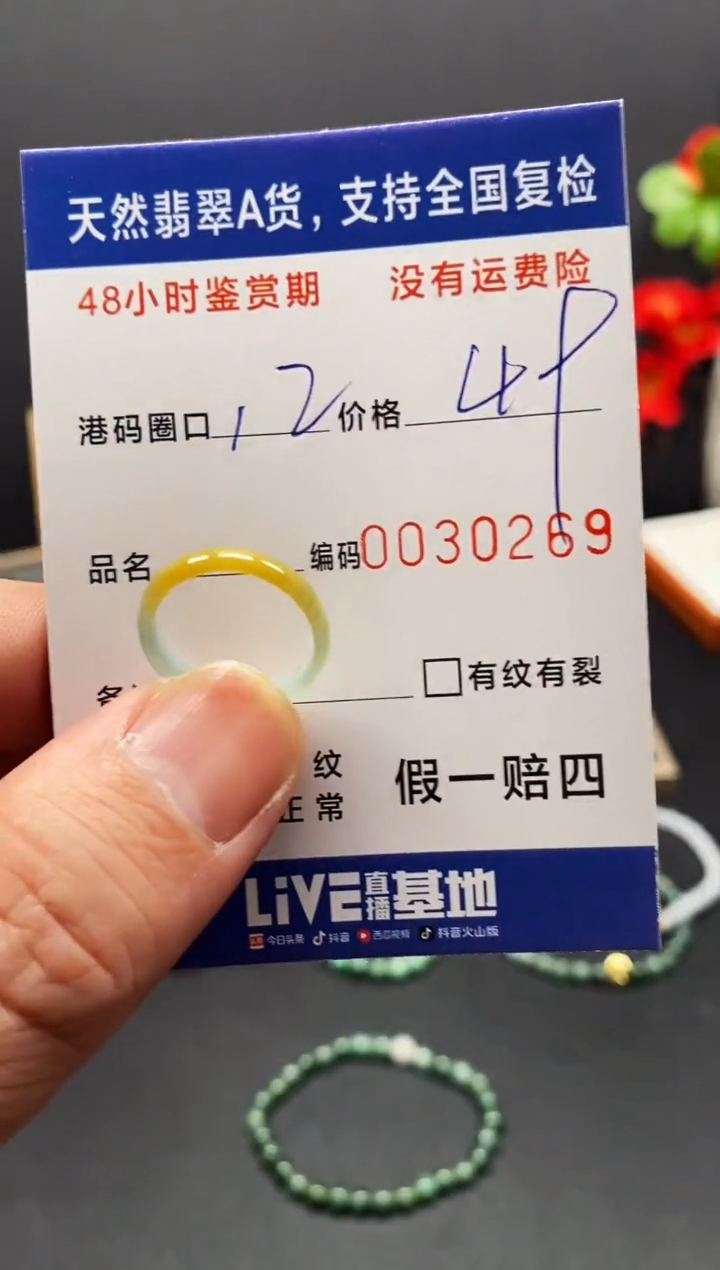 天然翡翠A货，支持全国复检
48小时鉴赏期 没有运费险
港码圈口 12 价格 49
品名 编码0030269
□有纹有裂
纹
正常 假一赔四
LiVE直播基地
今日头条 抖音 西瓜视频 抖音火山版